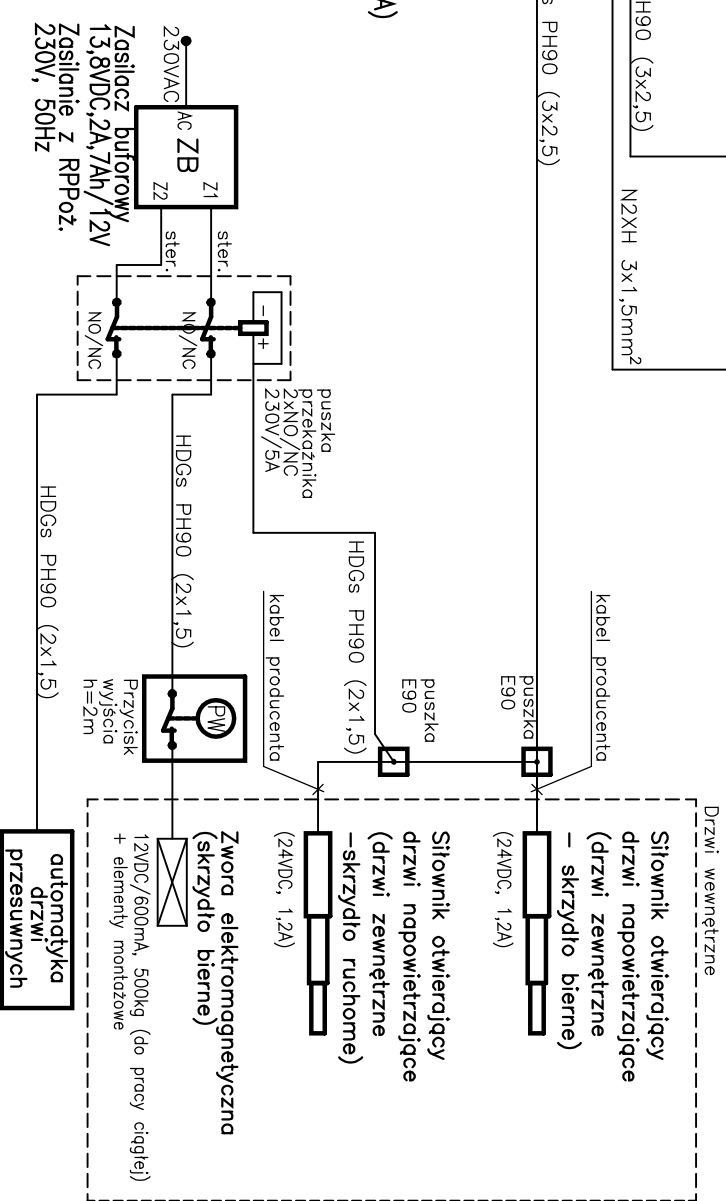 A)
s PH90 (3x2,5)
H90 (3x2,5)
N2XH 3x1,5mm²
230VAC
AC
ZB
Z1
Z2
Zasilacz buforowy
13,8VDC,2A,7Ah/12V
Zasilanie z RPPoż.
230V, 50Hz
ster.
ster.
- +
NO/NC
NO/NC
puszka
przekaźnika
2xNO/NC
230V/5A
HDGs PH90 (2x1,5)
HDGs PH90 (2x1,5)
HDGs PH90 (2x1,5)
kabel producenta
kabel producenta
puszka
E90
puszka
E90
PW
Przycisk
wyjścia
h=2m
Drzwi wewnętrzne
Siłownik otwierający
drzwi napowietrzające
(drzwi zewnętrzne
- skrzydło bierne)
(24VDC, 1,2A)
Siłownik otwierający
drzwi napowietrzające
(drzwi zewnętrzne
-skrzydło ruchome)
(24VDC, 1,2A)
Zwora elektromagnetyczna
(skrzydło bierne)
12VDC/600mA, 500kg (do pracy ciągłej)
+ elementy montażowe
automatyka
drzwi
przesuwnych